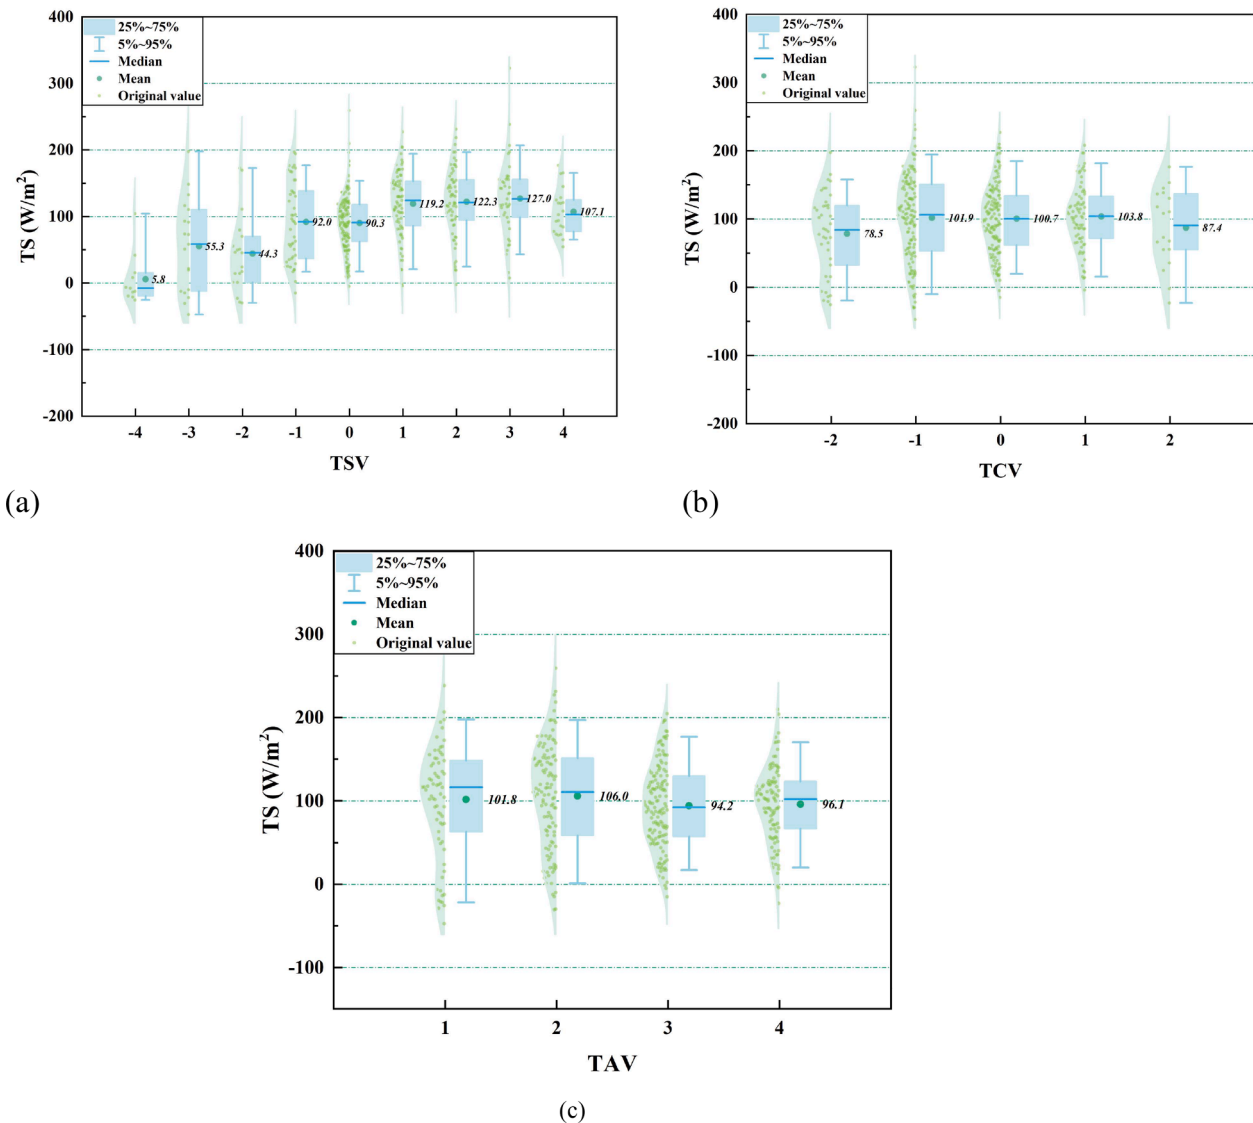 400
300
200
100
0
-100
-200
TS (W/m²)
25%~75%
5%~95%
Median
Mean
Original value
5.8
55.3
44.3
92.0
90.3
119.2
122.3
127.0
107.1
-4 -3 -2 -1 0 1 2 3 4
TSV
(a)
400
300
200
100
0
-100
-200
TS (W/m²)
25%~75%
5%~95%
Median
Mean
Original value
78.5
101.9
100.7
103.8
87.4
-2 -1 0 1 2
TCV
(b)
400
300
200
100
0
-100
TS (W/m²)
25%~75%
5%~95%
Median
Mean
Original value
101.8
106.0
94.2
96.1
1 2 3 4
TAV
(c)